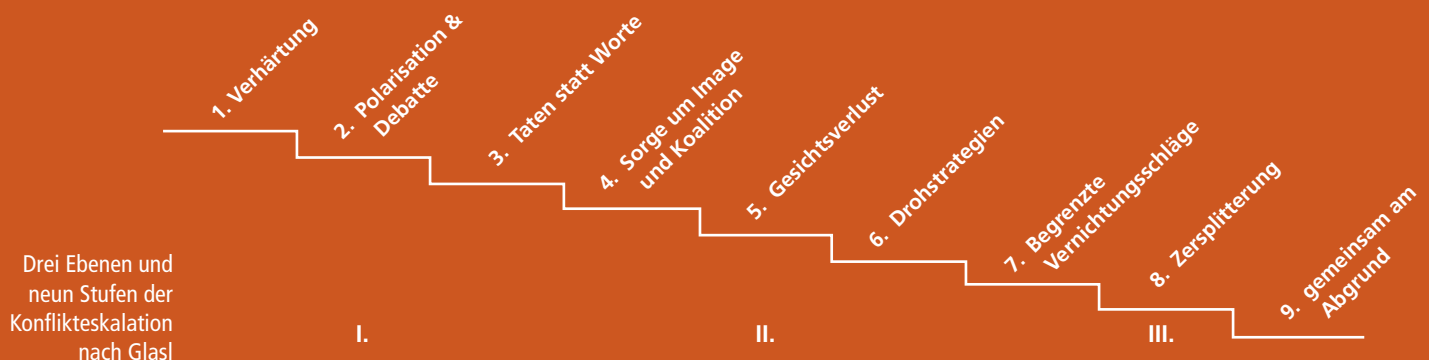 1. Verhärtung
2. Polarisation &
Debatte
3. Taten statt Worte
4. Sorge um Image
und Koalition
5. Gesichtsverlust
6. Drohstrategien
7. Begrenzte
Vernichtungsschläge
8. Zersplitterung
9. gemeinsam am
Abgrund
Drei Ebenen und
neun Stufen der
Konflikteskalation
nach Glasl
I.
II.
III.